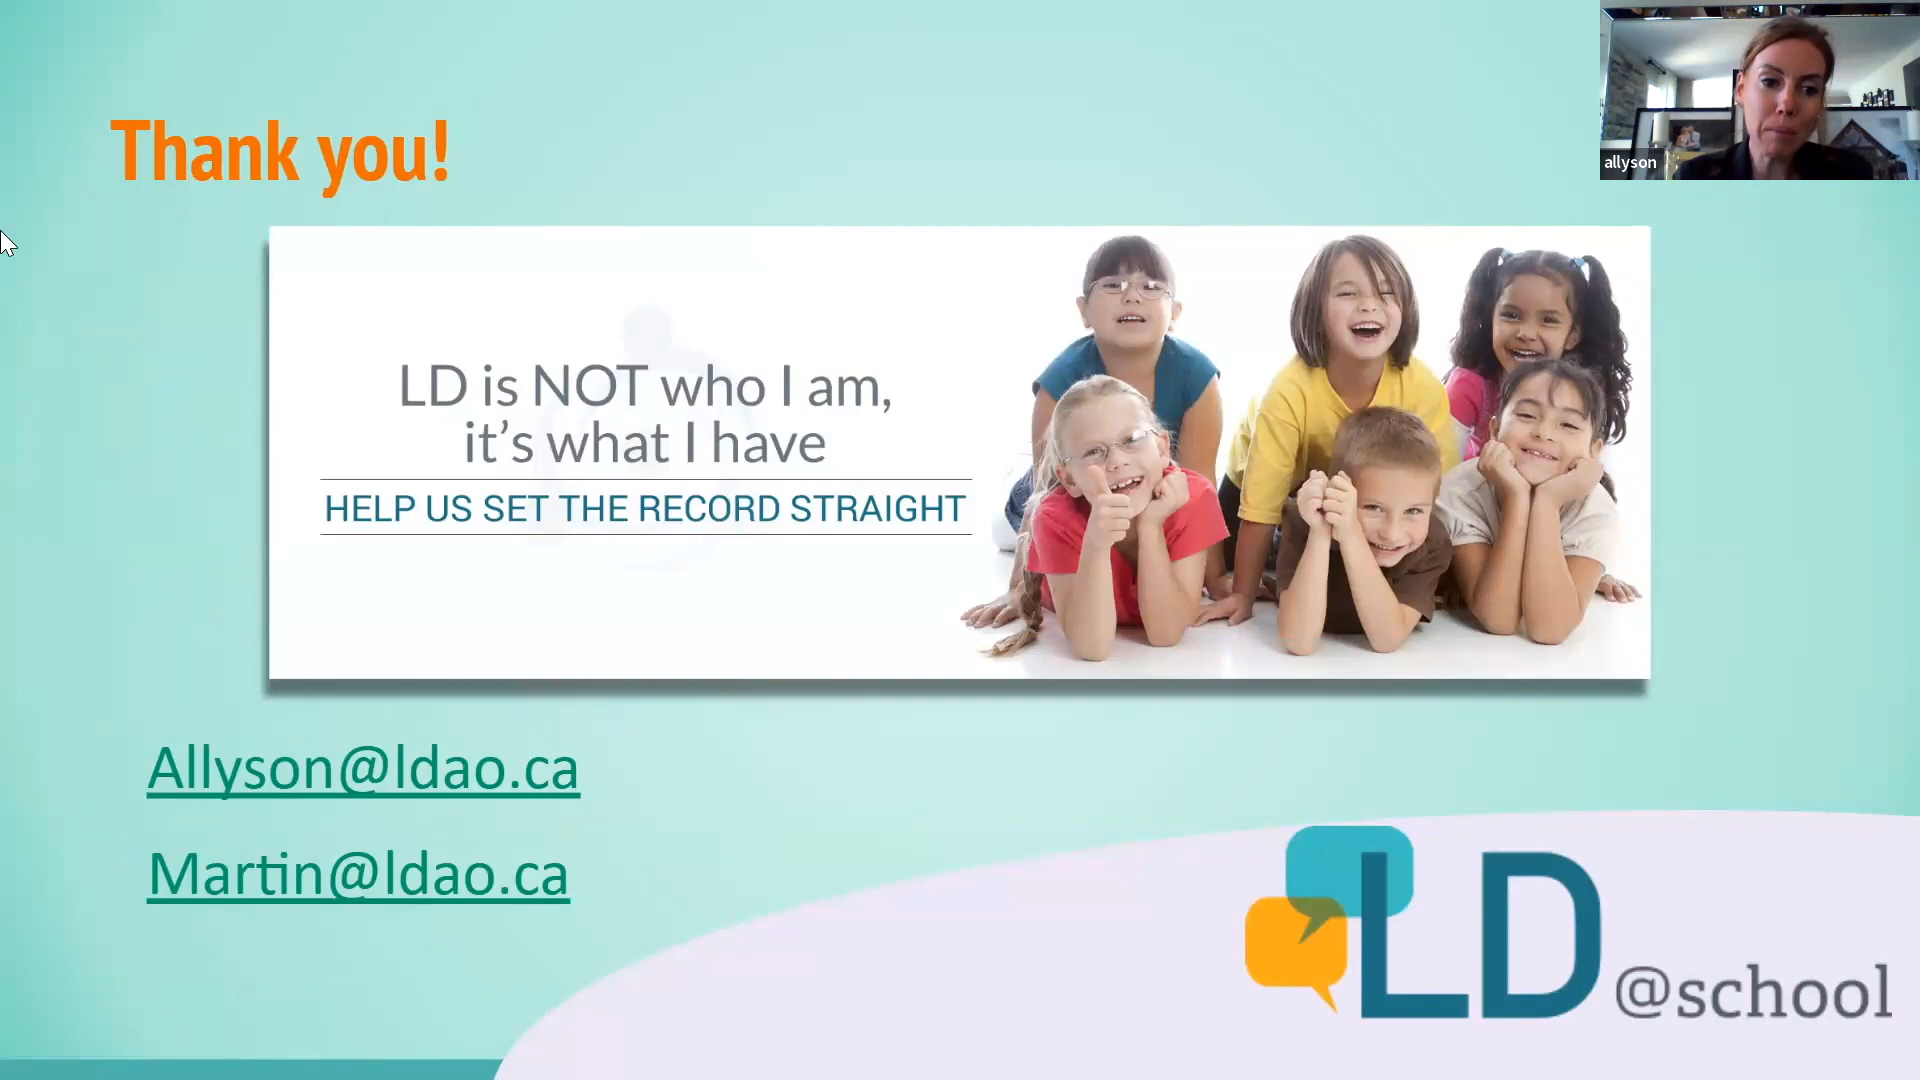 Thank you!
allyson
LD is NOT who I am,
it's what I have
HELP US SET THE RECORD STRAIGHT
Allyson@ldao.ca
Martin@ldao.ca
LD@school